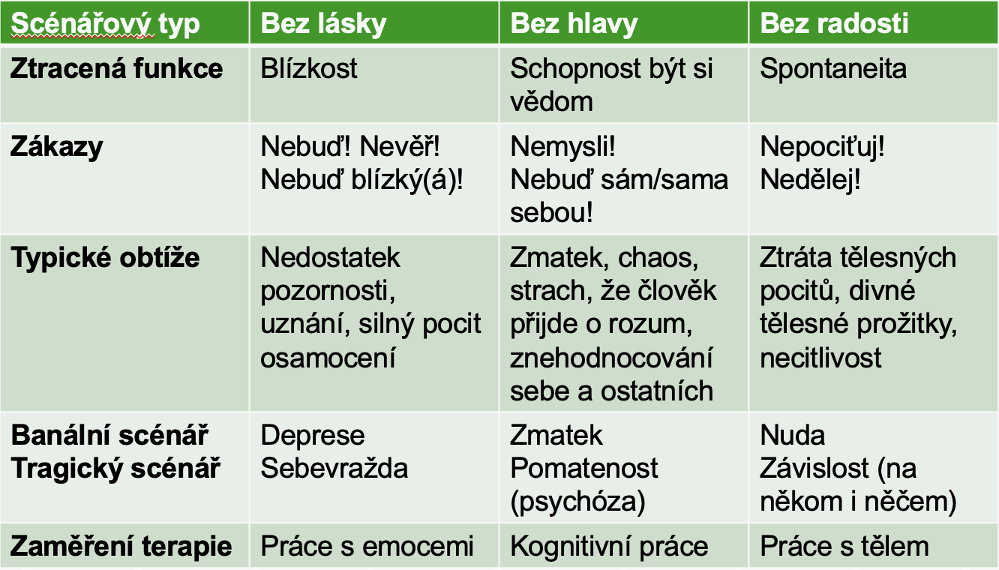 Scénářový typ
Bez lásky
Bez hlavy
Bez radosti
Ztracená funkce
Blízkost
Schopnost být si
vědom
Spontaneita
Zákazy
Nebuď! Nevěř!
Nebuď blízký(á)!
Nemysli!
Nebuď sám/sama
sebou!
Nepociťuj!
Nedělej!
Typické obtíže
Nedostatek
pozornosti,
uznání, silný pocit
osamocení
Zmatek, chaos,
strach, že člověk
přijde o rozum,
znehodnocování
sebe a ostatních
Ztráta tělesných
pocitů, divné
tělesné prožitky,
necitlivost
Banální scénář
Tragický scénář
Deprese
Sebevražda
Zmatek
Pomatenost
(psychóza)
Nuda
Závislost (na
někom i něčem)
Zaměření terapie
Práce s emocemi
Kognitivní práce
Práce s tělem